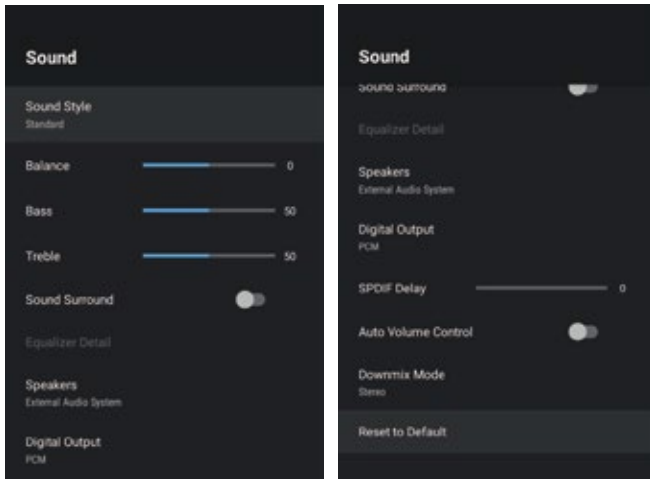 Sound
Sound Style
Standard
Balance 0
Bass 50
Treble 50
Sound Surround
Equalizer Detail
Speakers
External Audio System
Digital Output
PCM
Sound
Sound Surround
Equalizer Detail
Speakers
External Audio System
Digital Output
PCM
SPDIF Delay 0
Auto Volume Control
Downmix Mode
Stereo
Reset to Default